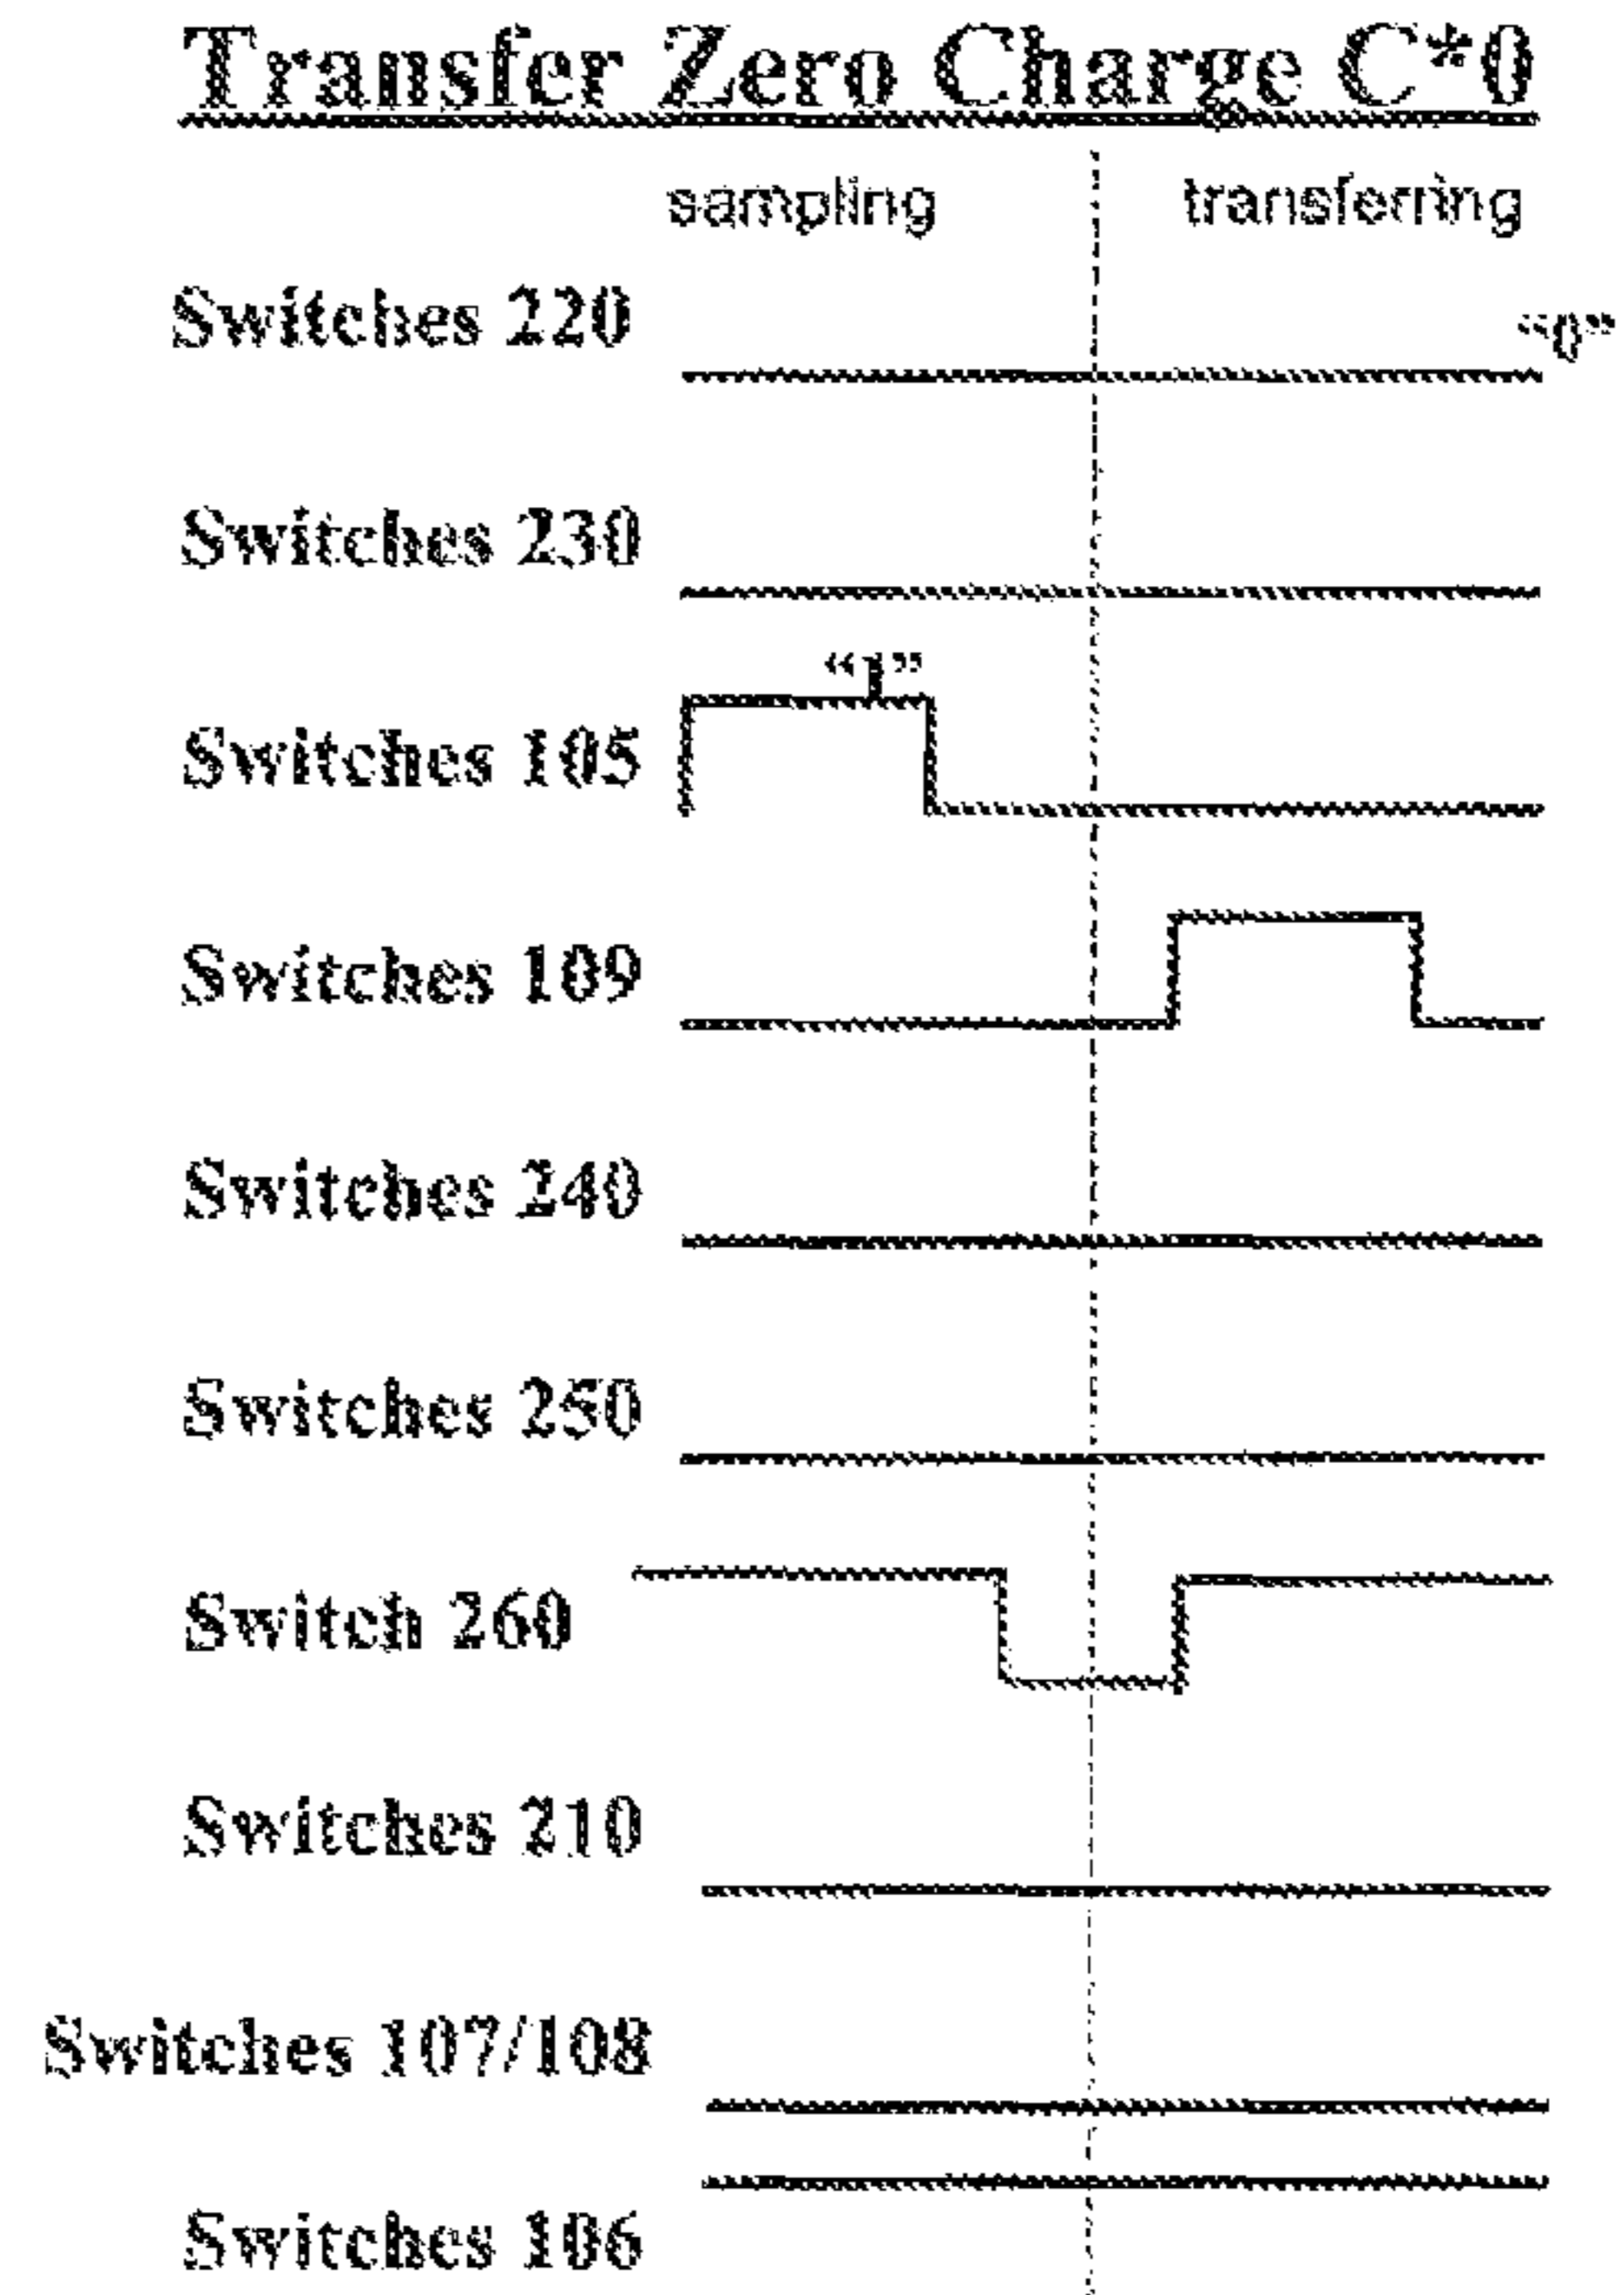 Transfer Zero Charge C*0
sampling transferring
Switches 220
“0”
Switches 230
“1”
Switches 105
Switches 109
Switches 240
Switches 250
Switch 260
Switches 210
Switches 107/108
Switches 106